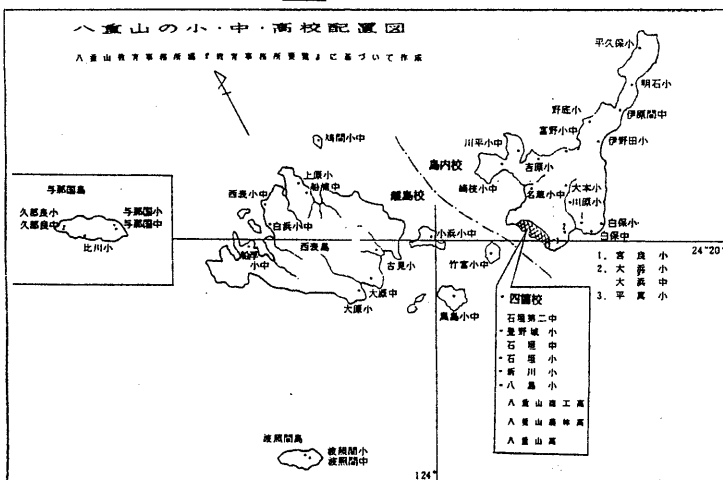 八重山の小・中・高校配置図
八重山教育事務所編『教育事務所要覧』に基づいて作成
平久保小
明石小
野底小
伊原間中
富野小中
伊野田小
川平小中
吉原小
崎枝小中
名蔵小中
大本小
川原小
白保小
白保中
島内校
離島校
鳩間小中
上原小
船浦中
西表小中
白浜小中
西表島
船浮
小中
古見小
大原中
大原小
小浜小中
竹富小中
黒島小中
与那国島
久部良小
久部良中
与那国小
与那国中
比川小
24°20'
1. 宮良小
2. 大浜小
大浜中
3. 平真小
四箇校
石垣第二中
登野城小
石垣中
石垣小
新川小
八島小
八重山商工高
八重山農林高
八重山高
波照間島
波照間小
波照間中
124°